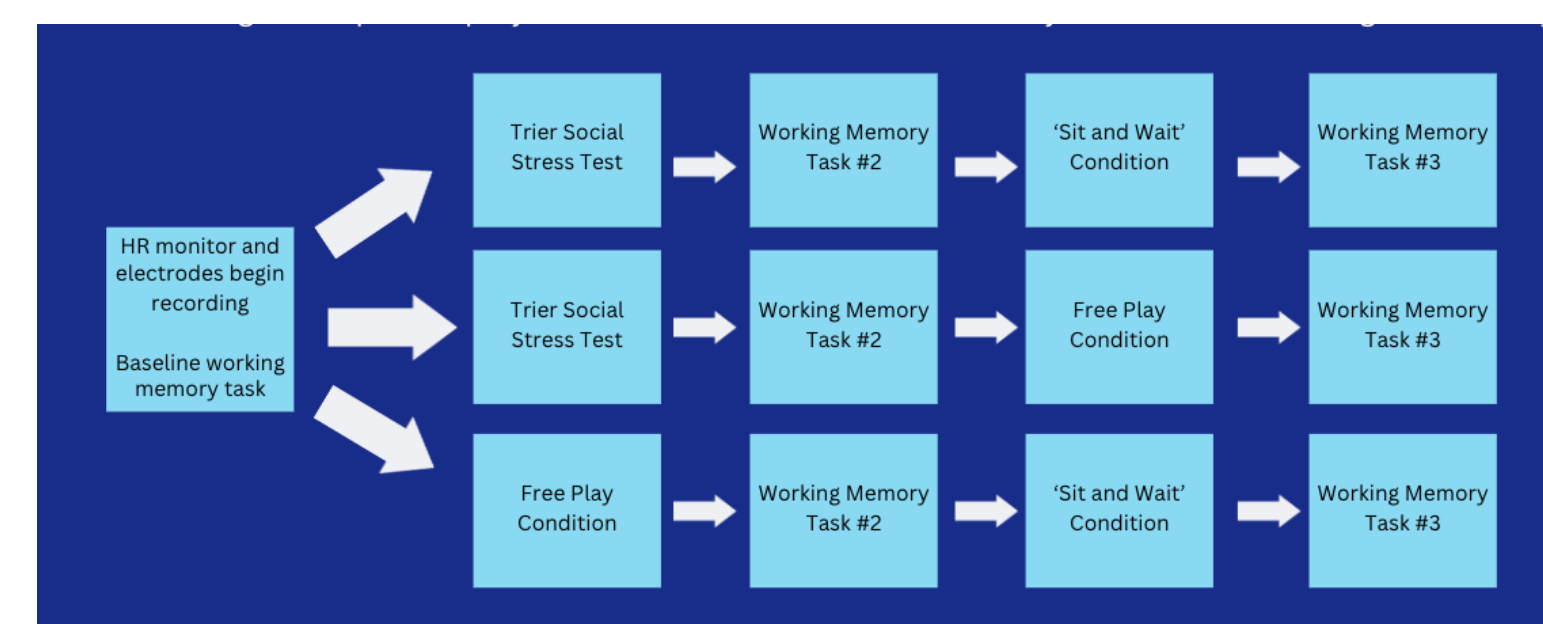 HR monitor and
electrodes begin
recording
Baseline working
memory task
Trier Social
Stress Test
Working Memory
Task #2
‘Sit and Wait’
Condition
Working Memory
Task #3
Trier Social
Stress Test
Working Memory
Task #2
Free Play
Condition
Working Memory
Task #3
Free Play
Condition
Working Memory
Task #2
‘Sit and Wait’
Condition
Working Memory
Task #3